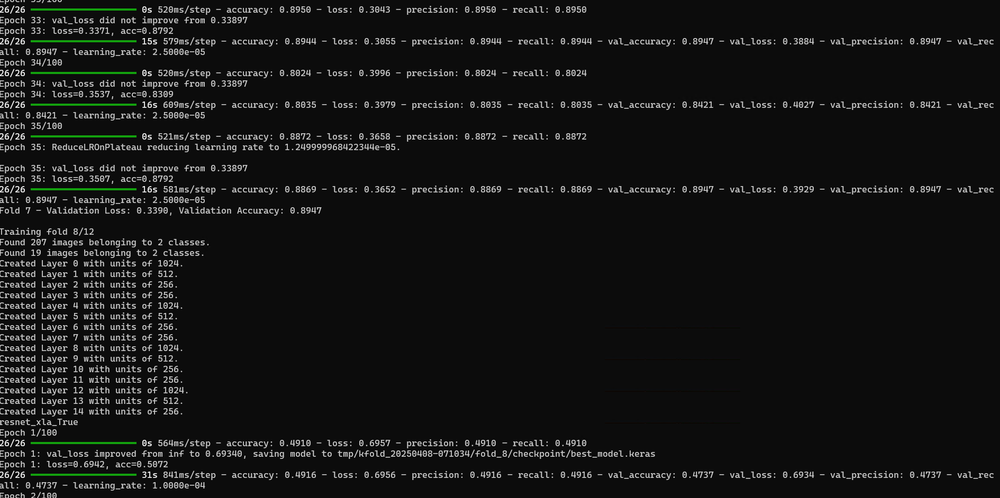 Epoch 33/100
26/26 ━━━━━━━━━━━━━━━━━━━━ 0s 520ms/step - accuracy: 0.8950 - loss: 0.3043 - precision: 0.8950 - recall: 0.8950
Epoch 33: val_loss did not improve from 0.33897
Epoch 33: loss=0.3371, acc=0.8792
26/26 ━━━━━━━━━━━━━━━━━━━━ 15s 579ms/step - accuracy: 0.8944 - loss: 0.3055 - precision: 0.8944 - recall: 0.8944 - val_accuracy: 0.8947 - val_loss: 0.3884 - val_precision: 0.8947 - val_rec
all: 0.8947 - learning_rate: 2.5000e-05
Epoch 34/100
26/26 ━━━━━━━━━━━━━━━━━━━━ 0s 520ms/step - accuracy: 0.8024 - loss: 0.3996 - precision: 0.8024 - recall: 0.8024
Epoch 34: val_loss did not improve from 0.33897
Epoch 34: loss=0.3537, acc=0.8309
26/26 ━━━━━━━━━━━━━━━━━━━━ 16s 609ms/step - accuracy: 0.8035 - loss: 0.3979 - precision: 0.8035 - recall: 0.8035 - val_accuracy: 0.8421 - val_loss: 0.4027 - val_precision: 0.8421 - val_rec
all: 0.8421 - learning_rate: 2.5000e-05
Epoch 35/100
26/26 ━━━━━━━━━━━━━━━━━━━━ 0s 521ms/step - accuracy: 0.8872 - loss: 0.3658 - precision: 0.8872 - recall: 0.8872
Epoch 35: ReduceLROnPlateau reducing learning rate to 1.249999968422344e-05.
Epoch 35: val_loss did not improve from 0.33897
Epoch 35: loss=0.3507, acc=0.8792
26/26 ━━━━━━━━━━━━━━━━━━━━ 16s 581ms/step - accuracy: 0.8869 - loss: 0.3652 - precision: 0.8869 - recall: 0.8869 - val_accuracy: 0.8947 - val_loss: 0.3929 - val_precision: 0.8947 - val_rec
all: 0.8947 - learning_rate: 2.5000e-05
Fold 7 - Validation Loss: 0.3390, Validation Accuracy: 0.8947
Training fold 8/12
Found 207 images belonging to 2 classes.
Found 19 images belonging to 2 classes.
Created Layer 0 with units of 1024.
Created Layer 1 with units of 512.
Created Layer 2 with units of 256.
Created Layer 3 with units of 256.
Created Layer 4 with units of 1024.
Created Layer 5 with units of 512.
Created Layer 6 with units of 256.
Created Layer 7 with units of 256.
Created Layer 8 with units of 1024.
Created Layer 9 with units of 512.
Created Layer 10 with units of 256.
Created Layer 11 with units of 256.
Created Layer 12 with units of 1024.
Created Layer 13 with units of 512.
Created Layer 14 with units of 256.
resnet_xla_True
Epoch 1/100
26/26 ━━━━━━━━━━━━━━━━━━━━ 0s 564ms/step - accuracy: 0.4910 - loss: 0.6957 - precision: 0.4910 - recall: 0.4910
Epoch 1: val_loss improved from inf to 0.69340, saving model to tmp/kfold_20250408-071034/fold_8/checkpoint/best_model.keras
Epoch 1: loss=0.6942, acc=0.5072
26/26 ━━━━━━━━━━━━━━━━━━━━ 31s 841ms/step - accuracy: 0.4916 - loss: 0.6956 - precision: 0.4916 - recall: 0.4916 - val_accuracy: 0.4737 - val_loss: 0.6934 - val_precision: 0.4737 - val_rec
all: 0.4737 - learning_rate: 1.0000e-04
Epoch 2/100